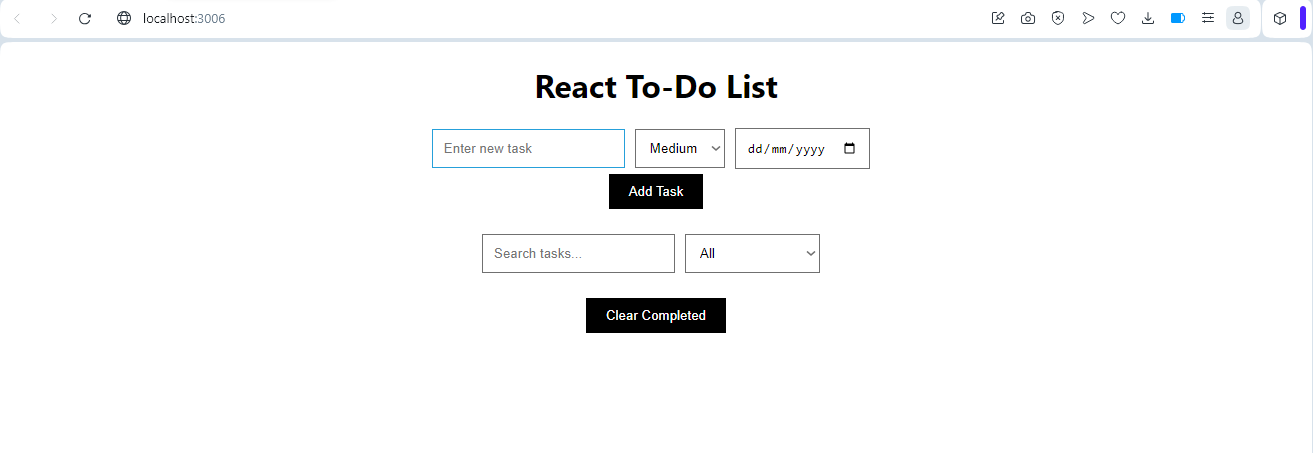 localhost:3006
React To-Do List
Enter new task Medium dd/mm/yyyy
Add Task
Search tasks... All
Clear Completed